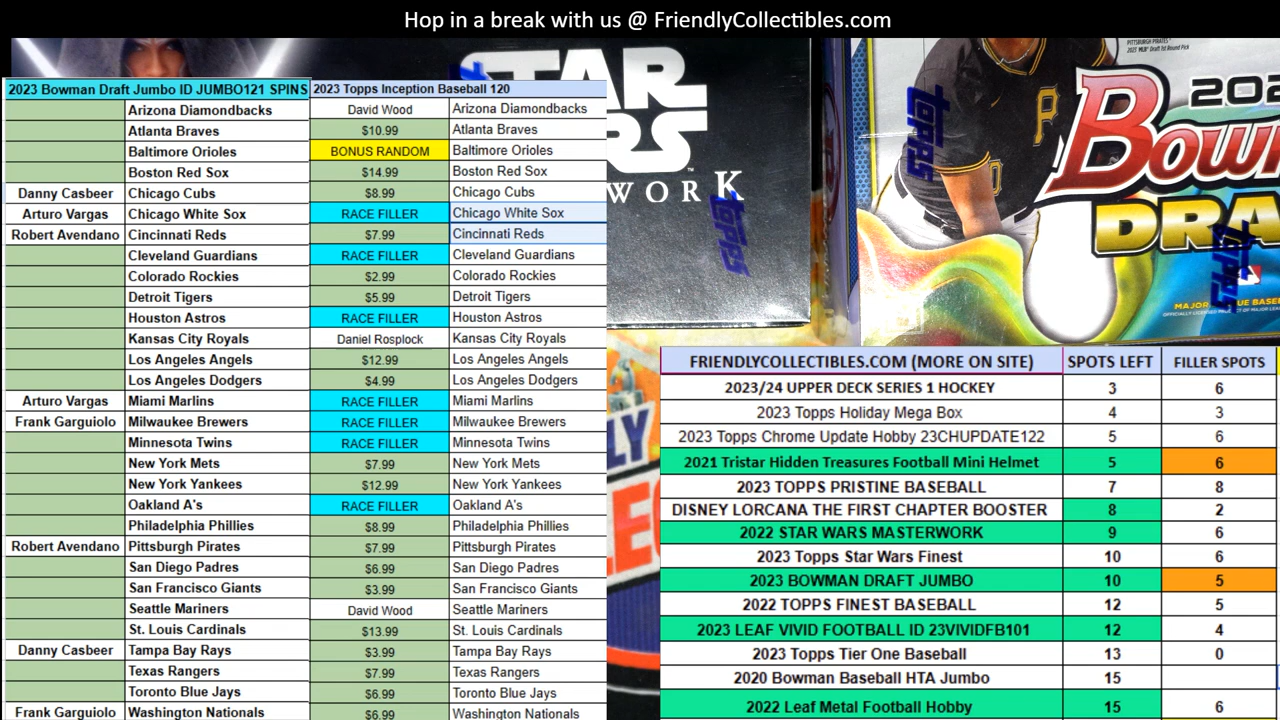 Hop in a break with us @ FriendlyCollectibles.com
2023 Bowman Draft Jumbo ID JUMBO121 SPINS
Arizona Diamondbacks
Atlanta Braves
Baltimore Orioles
Boston Red Sox
Danny Casbeer Chicago Cubs
Arturo Vargas Chicago White Sox
Robert Avendano Cincinnati Reds
Cleveland Guardians
Colorado Rockies
Detroit Tigers
Houston Astros
Kansas City Royals
Los Angeles Angels
Los Angeles Dodgers
Arturo Vargas Miami Marlins
Frank Garguiolo Milwaukee Brewers
Minnesota Twins
New York Mets
New York Yankees
Oakland A's
Philadelphia Phillies
Robert Avendano Pittsburgh Pirates
San Diego Padres
San Francisco Giants
Seattle Mariners
St. Louis Cardinals
Danny Casbeer Tampa Bay Rays
Texas Rangers
Toronto Blue Jays
Frank Garguiolo Washington Nationals
2023 Topps Inception Baseball 120
David Wood Arizona Diamondbacks
$10.99 Atlanta Braves
BONUS RANDOM Baltimore Orioles
$14.99 Boston Red Sox
$8.99 Chicago Cubs
RACE FILLER Chicago White Sox
$7.99 Cincinnati Reds
RACE FILLER Cleveland Guardians
$2.99 Colorado Rockies
$5.99 Detroit Tigers
RACE FILLER Houston Astros
Daniel Rosplock Kansas City Royals
$12.99 Los Angeles Angels
$4.99 Los Angeles Dodgers
RACE FILLER Miami Marlins
RACE FILLER Milwaukee Brewers
RACE FILLER Minnesota Twins
$7.99 New York Mets
$12.99 New York Yankees
RACE FILLER Oakland A's
$8.99 Philadelphia Phillies
$7.99 Pittsburgh Pirates
$6.99 San Diego Padres
$3.99 San Francisco Giants
David Wood Seattle Mariners
$13.99 St. Louis Cardinals
$3.99 Tampa Bay Rays
$7.99 Texas Rangers
$6.99 Toronto Blue Jays
$6.99 Washington Nationals
STAR
RS
WORK
topps
PITTSBURGH PIRATES
2023 MLB Draft 1st Round Pick
P
topps
202
BOW
DRA
topps
FRIENDLYCOLLECTIBLES.COM (MORE ON SITE) SPOTS LEFT FILLER SPOTS
2023/24 UPPER DECK SERIES 1 HOCKEY 3 6
2023 Topps Holiday Mega Box 4 3
2023 Topps Chrome Update Hobby 23CHUPDATE122 5 6
2021 Tristar Hidden Treasures Football Mini Helmet 5 6
2023 TOPPS PRISTINE BASEBALL 7 8
DISNEY LORCANA THE FIRST CHAPTER BOOSTER 8 2
2022 STAR WARS MASTERWORK 9 6
2023 Topps Star Wars Finest 10 6
2023 BOWMAN DRAFT JUMBO 10 5
2022 TOPPS FINEST BASEBALL 12 5
2023 LEAF VIVID FOOTBALL ID 23VIVIDFB101 12 4
2023 Topps Tier One Baseball 13 0
2020 Bowman Baseball HTA Jumbo 15
2022 Leaf Metal Football Hobby 15 6